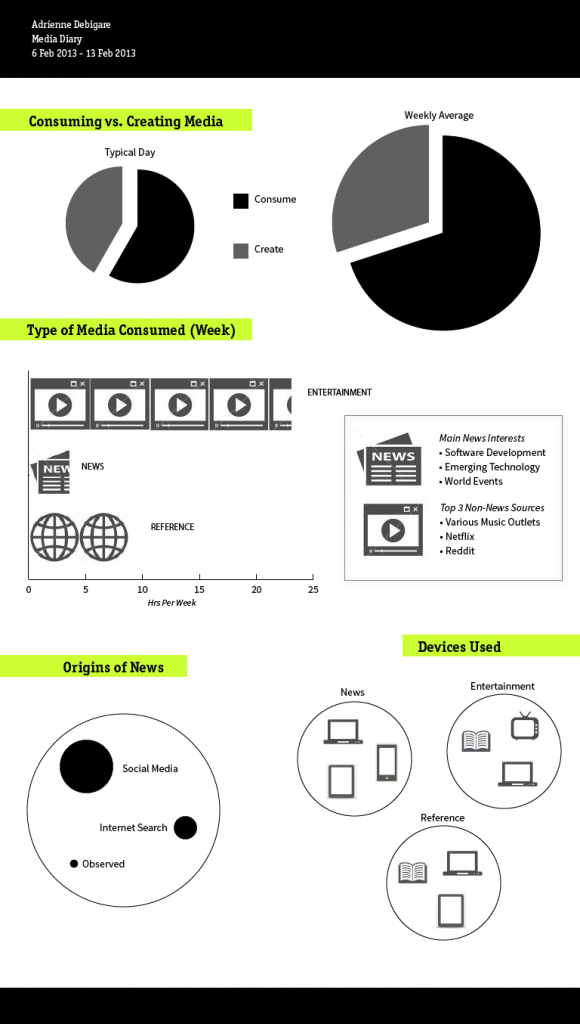 Adrienne Debigare
Media Diary
6 Feb 2013 - 13 Feb 2013
Consuming vs. Creating Media
Typical Day
Weekly Average
Consume
Create
Type of Media Consumed (Week)
ENTERTAINMENT
NEW
NEWS
REFERENCE
0 5 10 15 20 25
Hrs Per Week
NEWS
Main News Interests
• Software Development
• Emerging Technology
• World Events
Top 3 Non-News Sources
• Various Music Outlets
• Netflix
• Reddit
Origins of News
Social Media
Internet Search
Observed
Devices Used
News
Entertainment
Reference